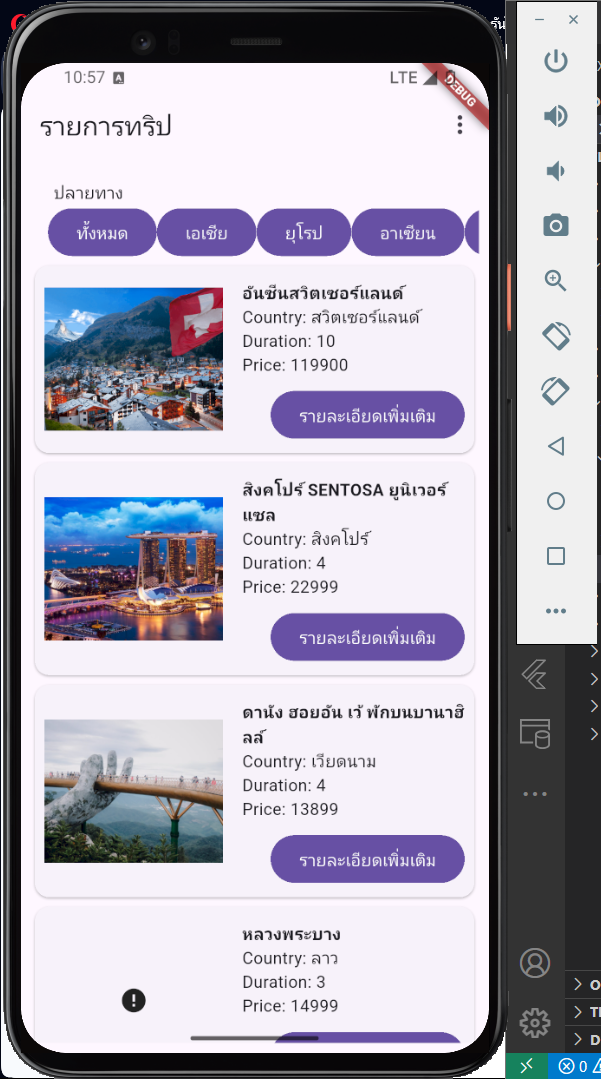 รัน
10:57 A
LTE
DEBUG
รายการทริป
ปลายทาง
ทั้งหมด เอเชีย ยุโรป อาเซียน
อันซีนสวิตเซอร์แลนด์
Country: สวิตเซอร์แลนด์
Duration: 10
Price: 119900
รายละเอียดเพิ่มเติม
สิงคโปร์ SENTOSA ยูนิเวอร์
แซล
Country: สิงคโปร์
Duration: 4
Price: 22999
รายละเอียดเพิ่มเติม
ดานัง ฮอยอัน เว้ พักบนบานาฮิ
ลล์
Country: เวียดนาม
Duration: 4
Price: 13899
รายละเอียดเพิ่มเติม
หลวงพระบาง
Country: ลาว
Duration: 3
Price: 14999
0